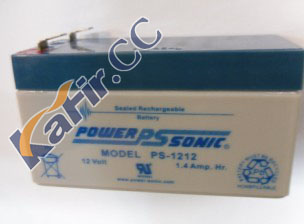 Sealed Rechargeable
Battery
POWER PS SONIC
MODEL PS-1212
12 Volt 1.4 Amp. Hr.
Kafir.CC